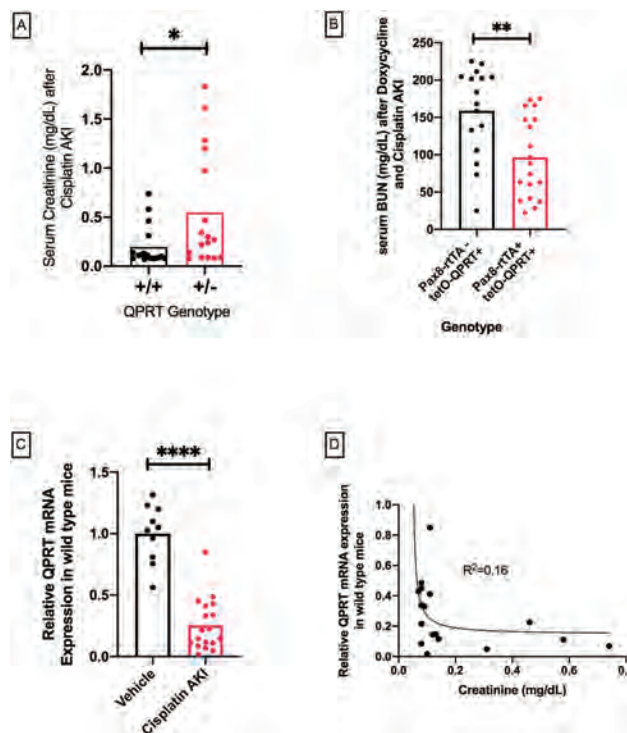 A
*
Serum Creatinine (mg/dL) after
Cisplatin AKI
2.0
1.5
1.0
0.5
0.0
+/+
+/-
QPRT Genotype
B
**
serum BUN (mg/dL) after Doxycycline
and Cisplatin AKI
250
200
150
100
50
0
Pax8-rtTA -
tetO-QPRT+
Pax8-rtTA+
tetO-QPRT+
Genotype
C
****
Relative QPRT mRNA
Expression in wild type mice
1.5
1.0
0.5
0.0
Vehicle
Cisplatin AKI
D
Relative QPRT mRNA expression
in wild type mice
1.0
0.8
0.6
0.4
0.2
0.0
R²=0.16
0.0
0.2
0.4
0.6
0.8
Creatinine (mg/dL)